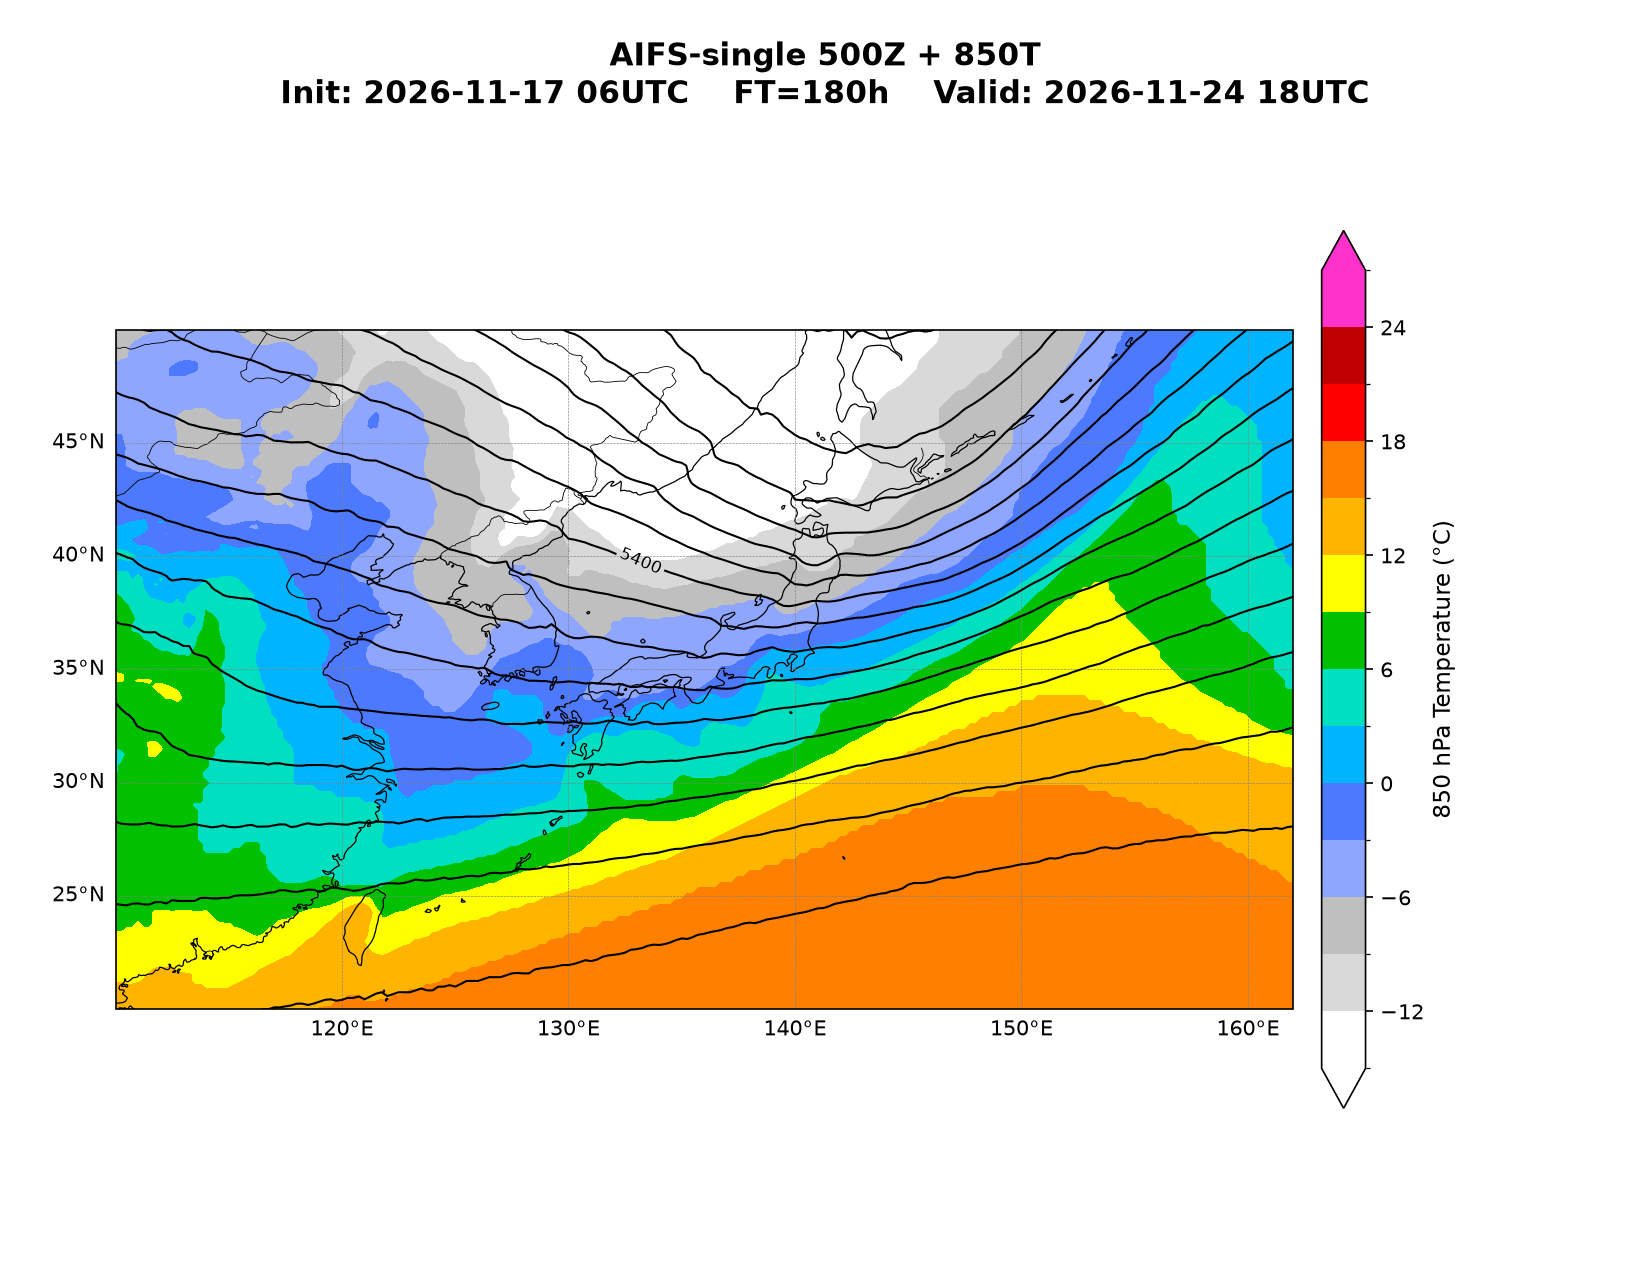 AIFS-single 500Z + 850T
Init: 2026-11-17 06UTC    FT=180h    Valid: 2026-11-24 18UTC
45°N
40°N
35°N
30°N
25°N
5400
120°E
130°E
140°E
150°E
160°E
24
18
12
6
0
−6
−12
850 hPa Temperature (°C)